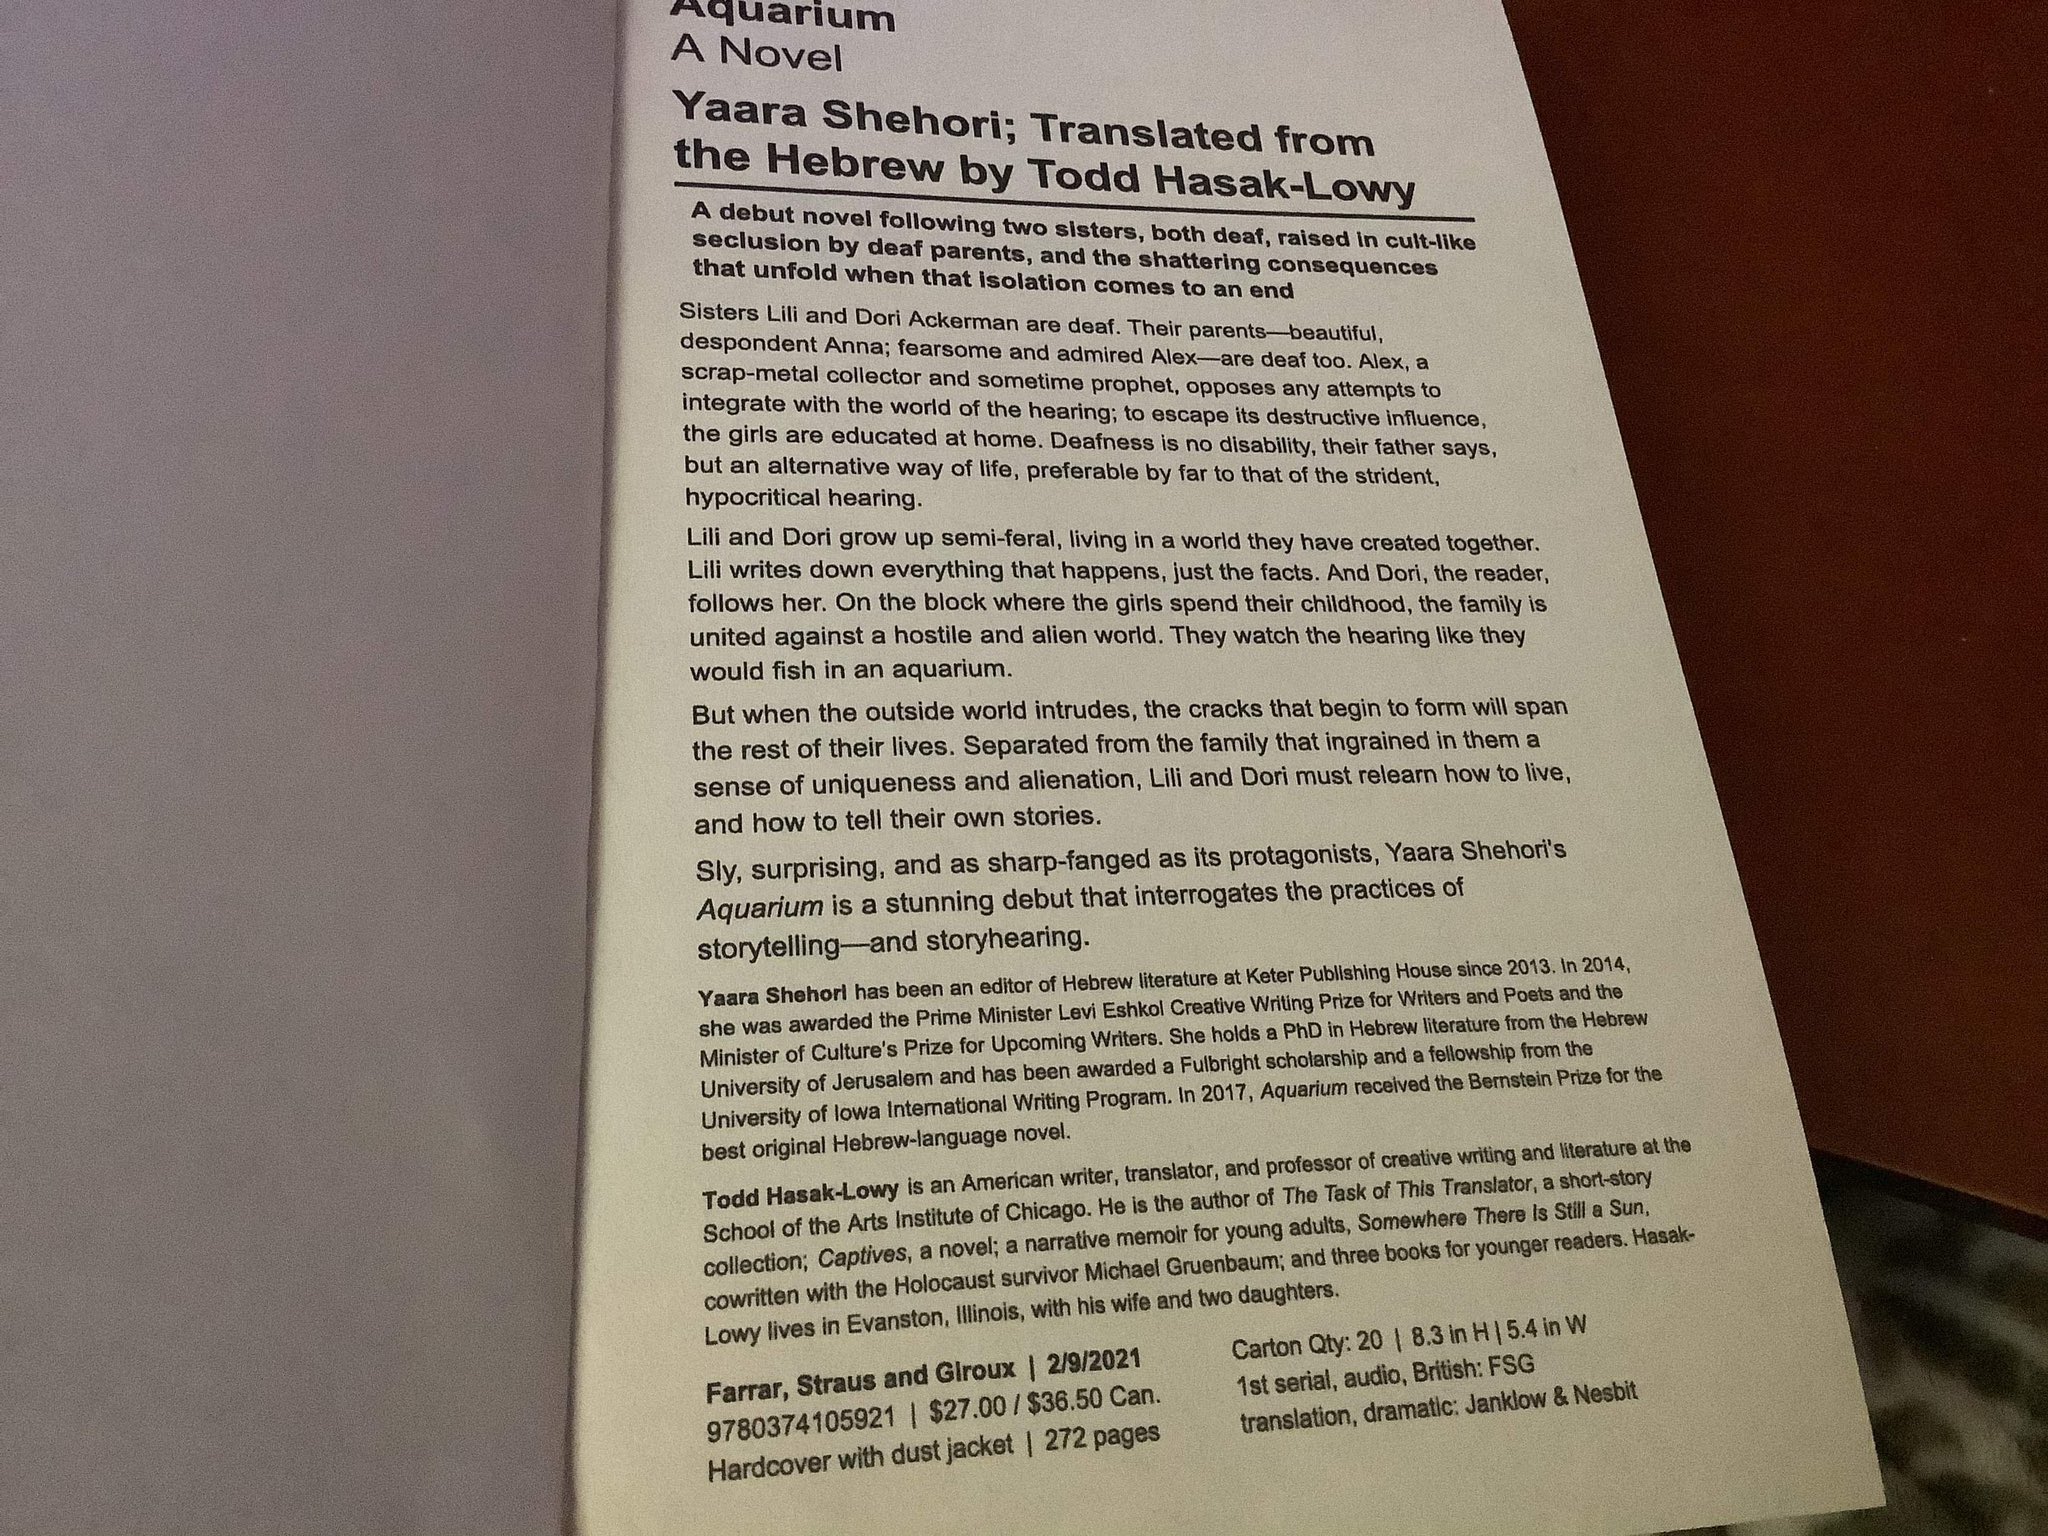 Aquarium
A Novel
Yaara Shehori; Translated from
the Hebrew by Todd Hasak-Lowy
A debut novel following two sisters, both deaf, raised in cult-like
seclusion by deaf parents, and the shattering consequences
that unfold when that isolation comes to an end
Sisters Lili and Dori Ackerman are deaf. Their parents—beautiful,
despondent Anna; fearsome and admired Alex—are deaf too. Alex, a
scrap-metal collector and sometime prophet, opposes any attempts to
integrate with the world of the hearing; to escape its destructive influence,
the girls are educated at home. Deafness is no disability, their father says,
but an alternative way of life, preferable by far to that of the strident,
hypocritical hearing.
Lili and Dori grow up semi-feral, living in a world they have created together.
Lili writes down everything that happens, just the facts. And Dori, the reader,
follows her. On the block where the girls spend their childhood, the family is
united against a hostile and alien world. They watch the hearing like they
would fish in an aquarium.
But when the outside world intrudes, the cracks that begin to form will span
the rest of their lives. Separated from the family that ingrained in them a
sense of uniqueness and alienation, Lili and Dori must relearn how to live,
and how to tell their own stories.
Sly, surprising, and as sharp-fanged as its protagonists, Yaara Shehori's
Aquarium is a stunning debut that interrogates the practices of
storytelling—and storyhearing.
Yaara Shehori has been an editor of Hebrew literature at Keter Publishing House since 2013. In 2014,
she was awarded the Prime Minister Levi Eshkol Creative Writing Prize for Writers and Poets and the
Minister of Culture's Prize for Upcoming Writers. She holds a PhD in Hebrew literature from the Hebrew
University of Jerusalem and has been awarded a Fulbright scholarship and a fellowship from the
University of Iowa International Writing Program. In 2017, Aquarium received the Bernstein Prize for the
best original Hebrew-language novel.
Todd Hasak-Lowy is an American writer, translator, and professor of creative writing and literature at the
School of the Arts Institute of Chicago. He is the author of The Task of This Translator, a short-story
collection; Captives, a novel; a narrative memoir for young adults, Somewhere There Is Still a Sun,
cowritten with the Holocaust survivor Michael Gruenbaum; and three books for younger readers. Hasak-
Lowy lives in Evanston, Illinois, with his wife and two daughters.
Farrar, Straus and Giroux | 2/9/2021
9780374105921 | $27.00 / $36.50 Can.
Hardcover with dust jacket | 272 pages
Carton Qty: 20 | 8.3 in H | 5.4 in W
1st serial, audio, British: FSG
translation, dramatic: Janklow & Nesbit